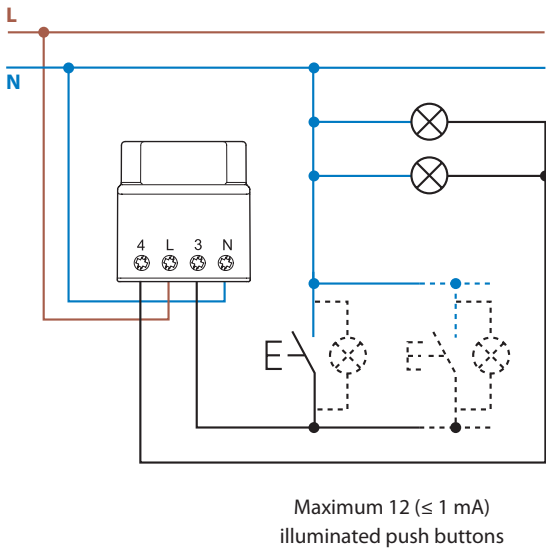 L
N
4 L 3 N
Maximum 12 (≤ 1 mA)
illuminated push buttons